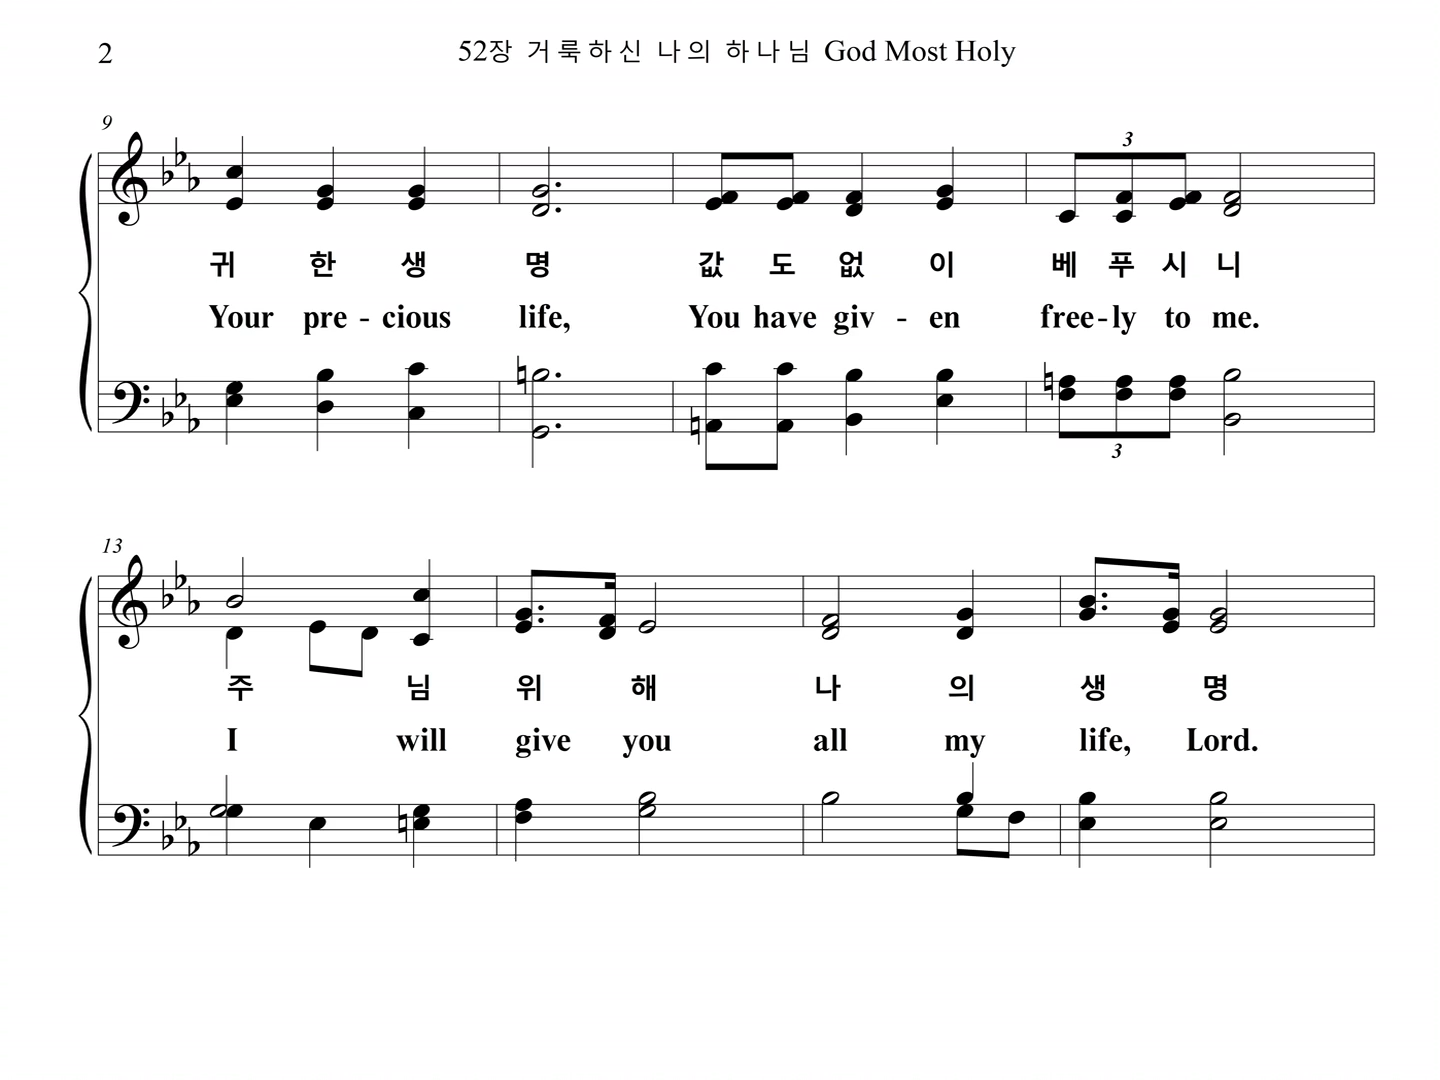 2
52장 거룩하신 나의 하나님 God Most Holy
9
3
귀 한 생 명 값 도 없 이 베 푸 시 니
Your pre - cious life, You have giv - en free - ly to me.
3
13
주 님 위 해 나 의 생 명
I will give you all my life, Lord.